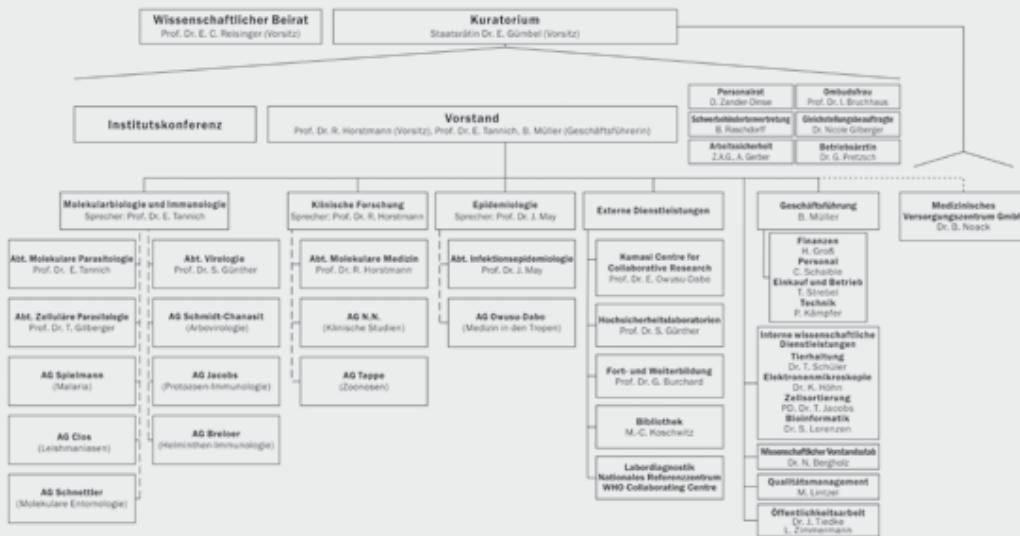 Wissenschaftlicher Beirat
Prof. Dr. E. C. Reisinger (Vorsitz)
Kuratorium
Staatsrätin Dr. E. Gümbel (Vorsitz)
Institutskonferenz
Vorstand
Prof. Dr. R. Horstmann (Vorsitz), Prof. Dr. E. Tannich, B. Müller (Geschäftsführerin)
Personalrat
D. Zander-Dinse
Ombudsfrau
Prof. Dr. I. Bruchhaus
Schwerbehindertenvertretung
B. Raschdorff
Gleichstellungsbeauftragte
Dr. Nicole Gilberger
Arbeitssicherheit
Z.A.G., A. Gerber
Betriebsärztin
Dr. G. Pretzsch
Molekularbiologie und Immunologie
Sprecher: Prof. Dr. E. Tannich
Klinische Forschung
Sprecher: Prof. Dr. R. Horstmann
Epidemiologie
Sprecher: Prof. Dr. J. May
Externe Dienstleistungen
Geschäftsführung
B. Müller
Medizinisches
Versorgungszentrum GmbH
Dr. B. Noack
Abt. Molekulare Parasitologie
Prof. Dr. E. Tannich
Abt. Virologie
Prof. Dr. S. Günther
Abt. Molekulare Medizin
Prof. Dr. R. Horstmann
Abt. Infektionsepidemiologie
Prof. Dr. J. May
Kumasi Centre for
Collaborative Research
Prof. Dr. E. Owusu-Dabo
Finanzen
H. Groß
Personal
C. Schaible
Einkauf und Betrieb
T. Strebel
Technik
P. Kämpfer
Abt. Zelluläre Parasitologie
Prof. Dr. T. Gilberger
AG Schmidt-Chanasit
(Arbovirologie)
AG N.N.
(Klinische Studien)
AG Owusu-Dabo
(Medizin in den Tropen)
Hochsicherheitslaboratorien
Prof. Dr. S. Günther
Interne wissenschaftliche
Dienstleistungen
Tierhaltung
Dr. T. Schüler
Elektronenmikroskopie
Dr. K. Höhn
Zellsortierung
PD. Dr. T. Jacobs
Bioinformatik
Dr. S. Lorenzen
AG Spielmann
(Malaria)
AG Jacobs
(Protozoen-Immunologie)
AG Tappe
(Zoonosen)
Fort- und Weiterbildung
Prof. Dr. G. Burchard
AG Clos
(Leishmaniasen)
AG Breloer
(Helminthen-Immunologie)
Bibliothek
M.-C. Koschwitz
Wissenschaftlicher Vorstandsstab
Dr. N. Bergholz
AG Schnettler
(Molekulare Entomologie)
Labordiagnostik
Nationales Referenzzentrum
WHO Collaborating Centre
Qualitätsmanagement
M. Lintzel
Öffentlichkeitsarbeit
Dr. J. Tiedke
L. Zimmermann